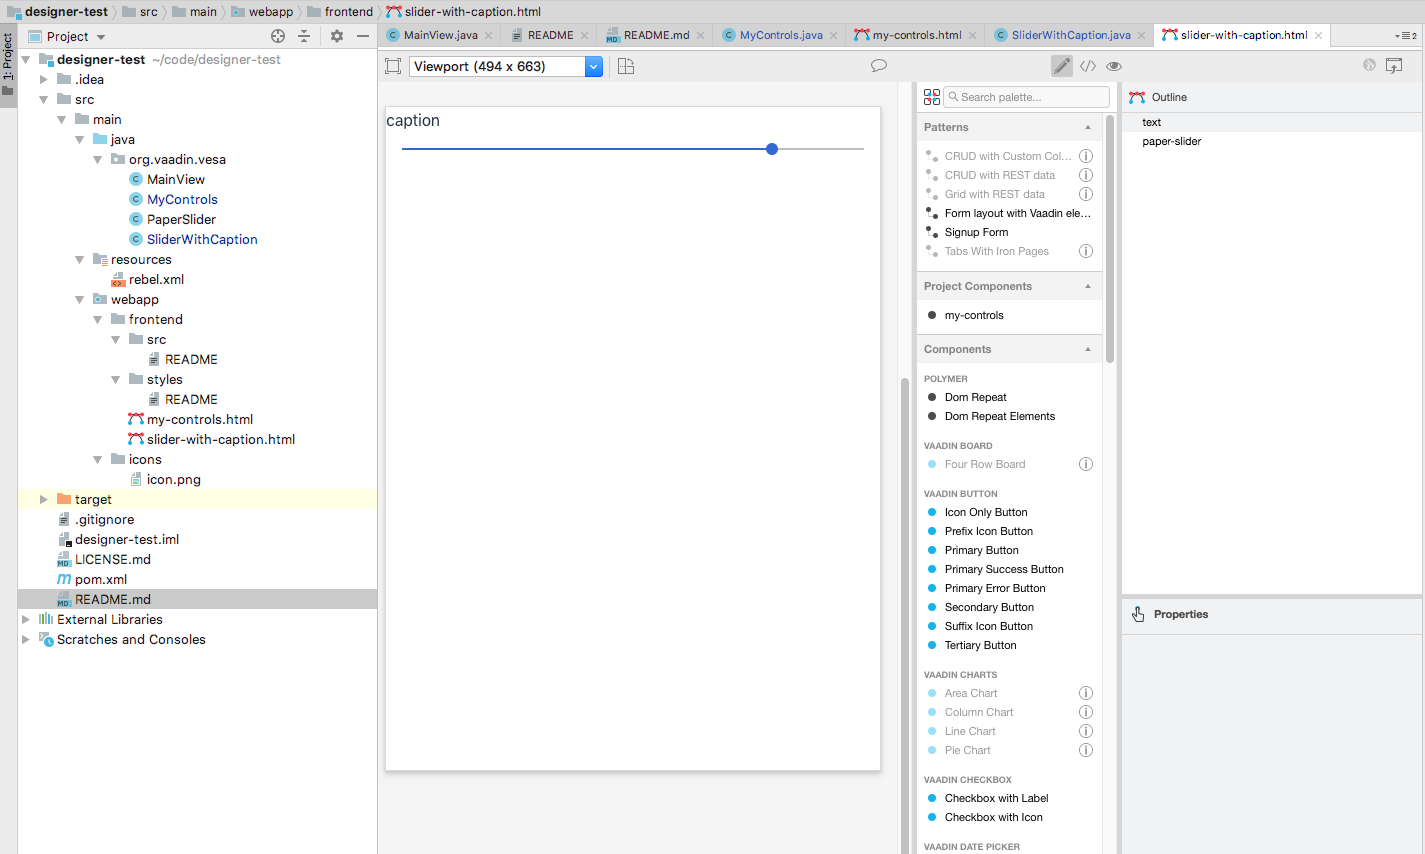 designer-test src main webapp frontend slider-with-caption.html
1: Project
Project
MainView.java README README.md MyControls.java my-controls.html SliderWithCaption.java slider-with-caption.html 2
designer-test ~/code/designer-test
.idea
src
main
java
org.vaadin.vesa
C MainView
C MyControls
C PaperSlider
C SliderWithCaption
resources
rebel.xml
webapp
frontend
src
README
styles
README
my-controls.html
slider-with-caption.html
icons
icon.png
target
.gitignore
designer-test.iml
MD LICENSE.md
m pom.xml
MD README.md
External Libraries
Scratches and Consoles
Viewport (494 x 663)
caption
Search palette...
Patterns
CRUD with Custom Col...
CRUD with REST data
Grid with REST data
Form layout with Vaadin ele...
Signup Form
Tabs With Iron Pages
Project Components
my-controls
Components
POLYMER
Dom Repeat
Dom Repeat Elements
VAADIN BOARD
Four Row Board
VAADIN BUTTON
Icon Only Button
Prefix Icon Button
Primary Button
Primary Success Button
Primary Error Button
Secondary Button
Suffix Icon Button
Tertiary Button
VAADIN CHARTS
Area Chart
Column Chart
Line Chart
Pie Chart
VAADIN CHECKBOX
Checkbox with Label
Checkbox with Icon
VAADIN DATE PICKER
Outline
text
paper-slider
Properties